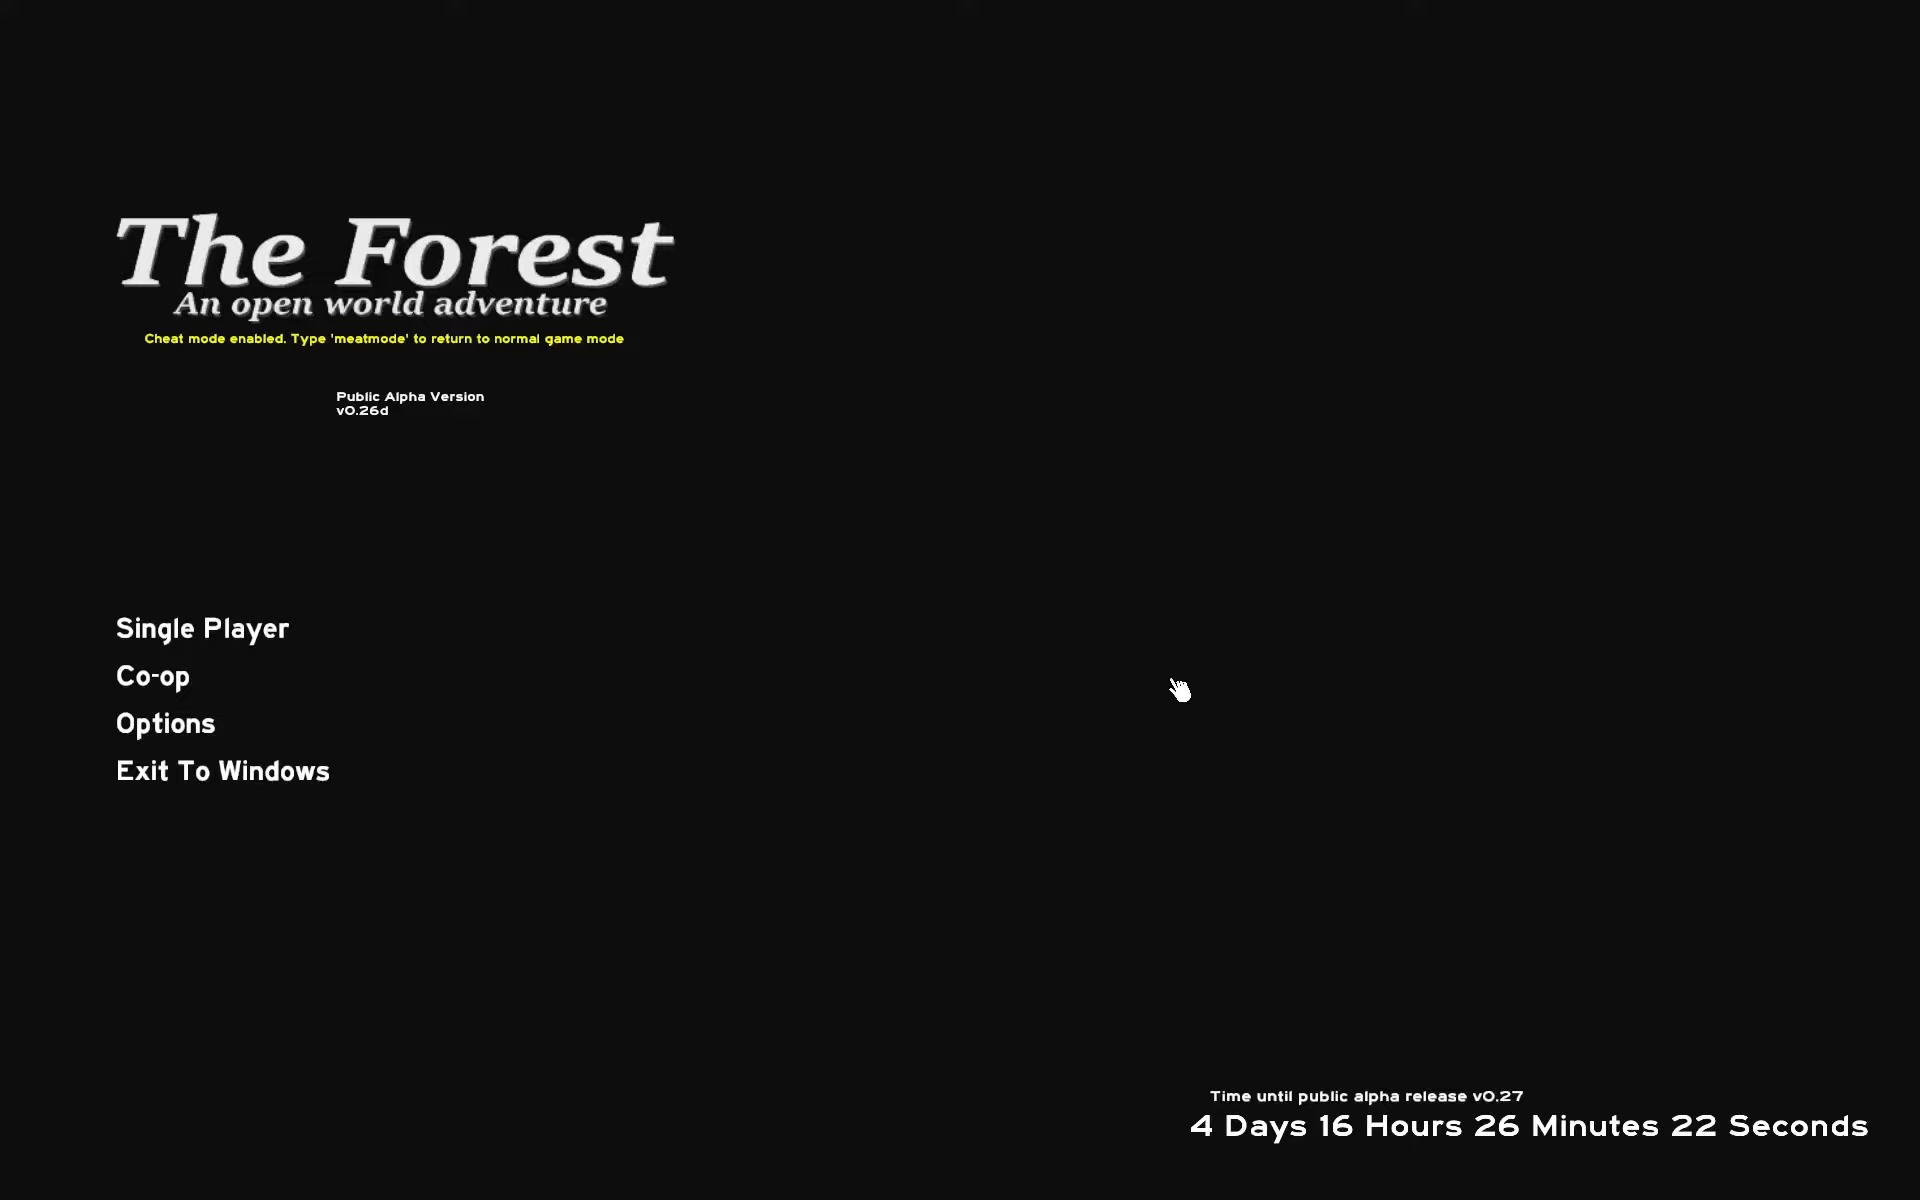 The Forest
An open world adventure
Cheat mode enabled. Type 'meatmode' to return to normal game mode
Public Alpha Version
v0.26d
Single Player
Co-op
Options
Exit To Windows
Time until public alpha release v0.27
4 Days 16 Hours 26 Minutes 22 Seconds